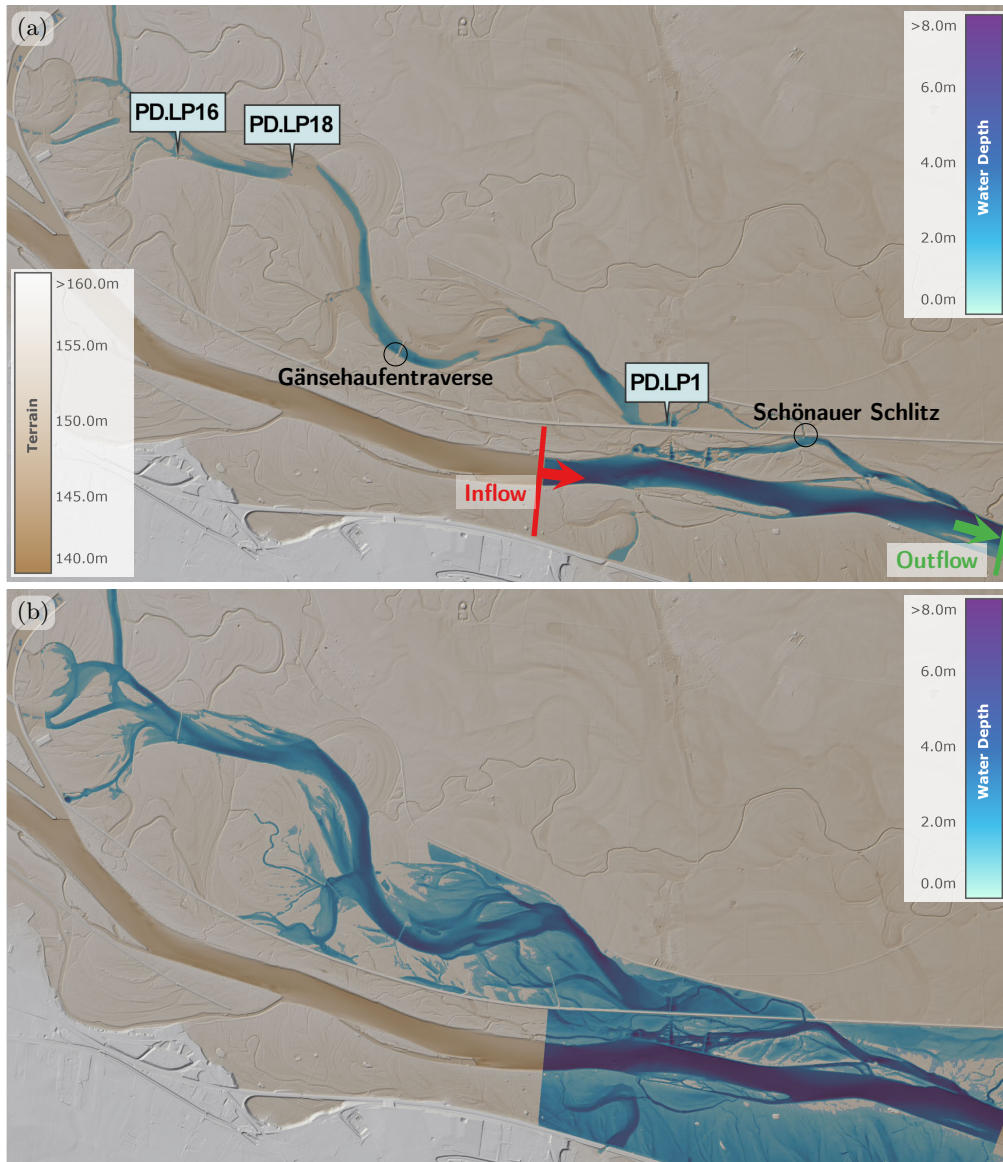 (a)
PD.LP16
PD.LP18
PD.LP1
Gänsehaufentraverse
Schönauer Schlitz
Inflow
Outflow
>8.0m
6.0m
4.0m
2.0m
0.0m
Water Depth
>160.0m
155.0m
150.0m
145.0m
140.0m
Terrain
(b)
>8.0m
6.0m
4.0m
2.0m
0.0m
Water Depth